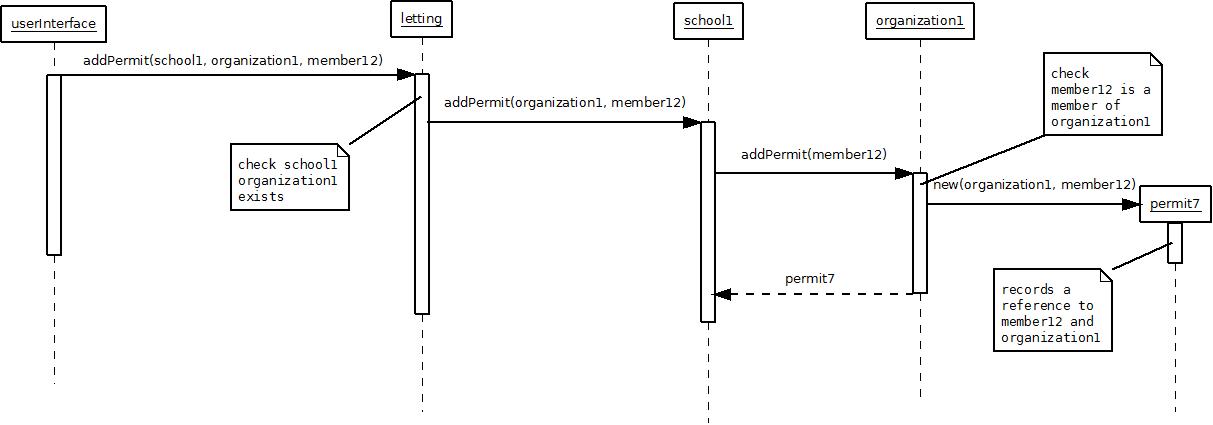 userInterface
letting
school1
organization1
addPermit(school1, organization1, member12)
check
member12 is a
member of
organization1
addPermit(organization1, member12)
check school1
organization1
exists
addPermit(member12)
new(organization1, member12)
permit7
permit7
records a
reference to
member12 and
organization1